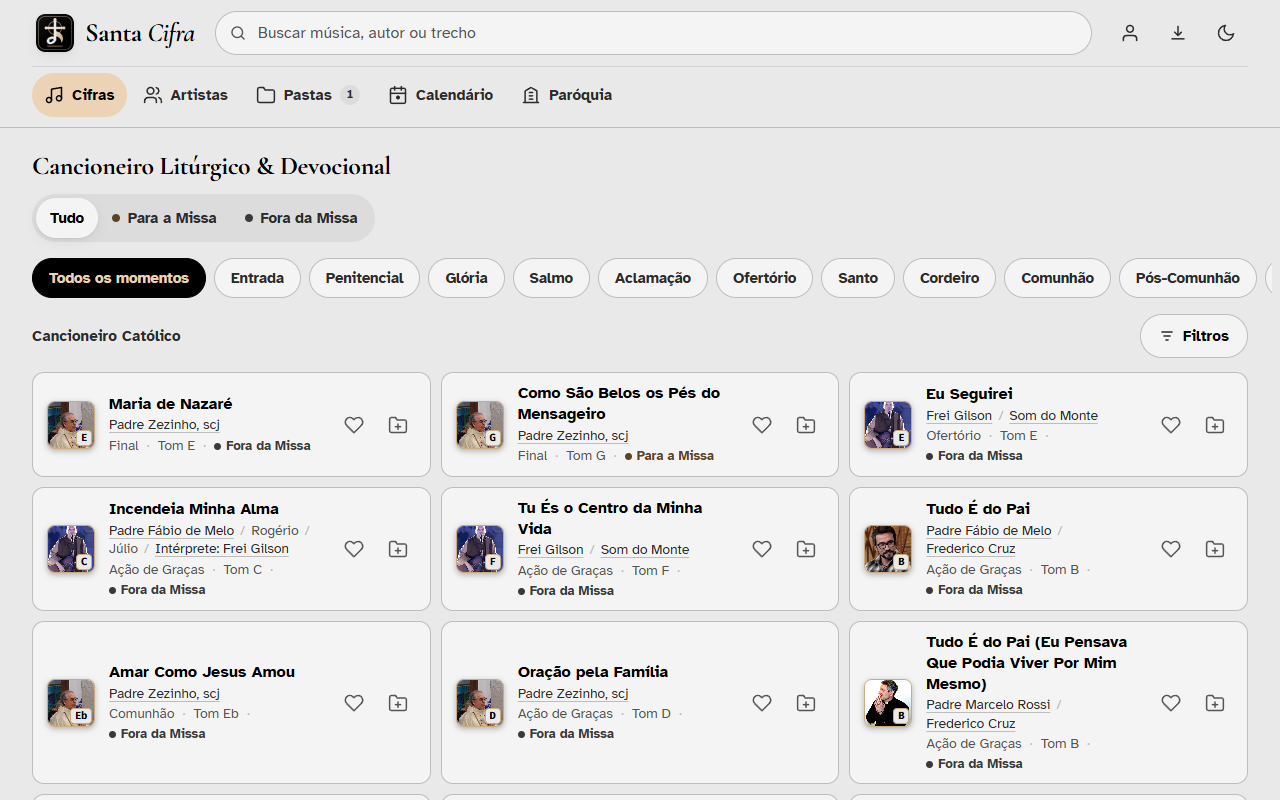 Santa Cifra
Buscar música, autor ou trecho
Cifras
Artistas
Pastas 1
Calendário
Paróquia
Cancioneiro Litúrgico & Devocional
Tudo
Para a Missa
Fora da Missa
Todos os momentos
Entrada
Penitencial
Glória
Salmo
Aclamação
Ofertório
Santo
Cordeiro
Comunhão
Pós-Comunhão
Cancioneiro Católico
Filtros
E
Maria de Nazaré
Padre Zezinho, scj
Final · Tom E · Fora da Missa
G
Como São Belos os Pés do
Mensageiro
Padre Zezinho, scj
Final · Tom G · Para a Missa
E
Eu Seguirei
Frei Gilson / Som do Monte
Ofertório · Tom E ·
Fora da Missa
C
Incendeia Minha Alma
Padre Fábio de Melo / Rogério /
Júlio / Intérprete: Frei Gilson
Ação de Graças · Tom C ·
Fora da Missa
F
Tu És o Centro da Minha
Vida
Frei Gilson / Som do Monte
Ação de Graças · Tom F ·
Fora da Missa
B
Tudo É do Pai
Padre Fábio de Melo /
Frederico Cruz
Ação de Graças · Tom B ·
Fora da Missa
Eb
Amar Como Jesus Amou
Padre Zezinho, scj
Comunhão · Tom Eb ·
Fora da Missa
D
Oração pela Família
Padre Zezinho, scj
Ação de Graças · Tom D ·
Fora da Missa
B
Tudo É do Pai (Eu Pensava
Que Podia Viver Por Mim
Mesmo)
Padre Marcelo Rossi /
Frederico Cruz
Ação de Graças · Tom B ·
Fora da Missa